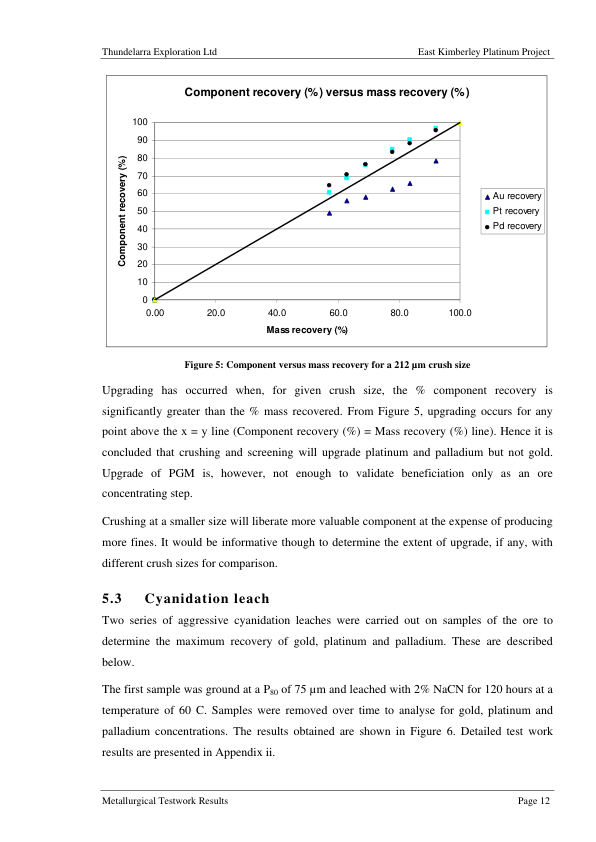 Thundelarra Exploration Ltd East Kimberley Platinum Project
Component recovery (%) versus mass recovery (%)
100
90
80
70
60
50
40
30
20
10
0
Component recovery (%)
0.00 20.0 40.0 60.0 80.0 100.0
Mass recovery (%)
Au recovery
Pt recovery
Pd recovery
Figure 5: Component versus mass recovery for a 212 µm crush size
Upgrading has occurred when, for given crush size, the % component recovery is
significantly greater than the % mass recovered. From Figure 5, upgrading occurs for any
point above the x = y line (Component recovery (%) = Mass recovery (%) line). Hence it is
concluded that crushing and screening will upgrade platinum and palladium but not gold.
Upgrade of PGM is, however, not enough to validate beneficiation only as an ore
concentrating step.
Crushing at a smaller size will liberate more valuable component at the expense of producing
more fines. It would be informative though to determine the extent of upgrade, if any, with
different crush sizes for comparison.
5.3 Cyanidation leach
Two series of aggressive cyanidation leaches were carried out on samples of the ore to
determine the maximum recovery of gold, platinum and palladium. These are described
below.
The first sample was ground at a P80 of 75 µm and leached with 2% NaCN for 120 hours at a
temperature of 60 C. Samples were removed over time to analyse for gold, platinum and
palladium concentrations. The results obtained are shown in Figure 6. Detailed test work
results are presented in Appendix ii.
Metallurgical Testwork Results Page 12